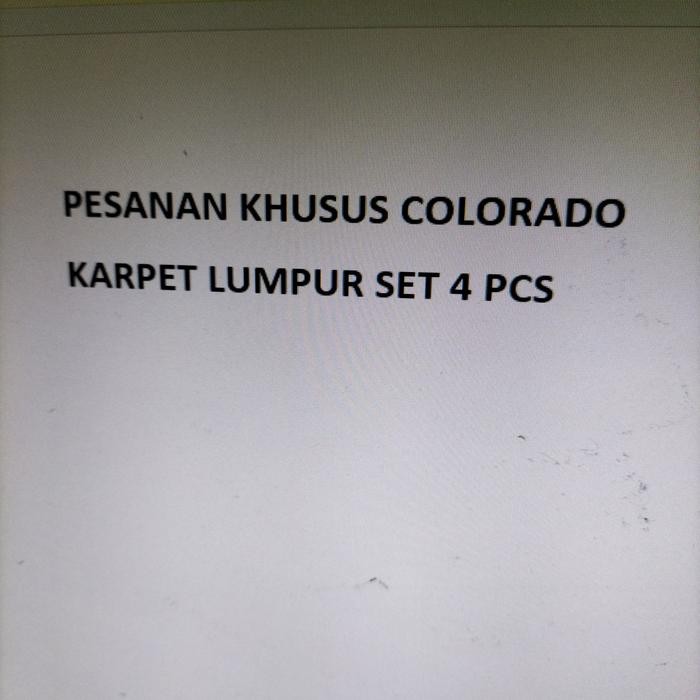 PESANAN KHUSUS COLORADO
KARPET LUMPUR SET 4 PCS